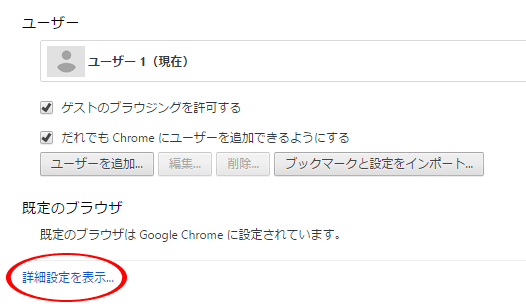 ユーザー
ユーザー 1（現在）
ゲストのブラウジングを許可する
だれでも Chrome にユーザーを追加できるようにする
ユーザーを追加... 編集... 削除... ブックマークと設定をインポート...
既定のブラウザ
既定のブラウザは Google Chrome に設定されています。
詳細設定を表示...